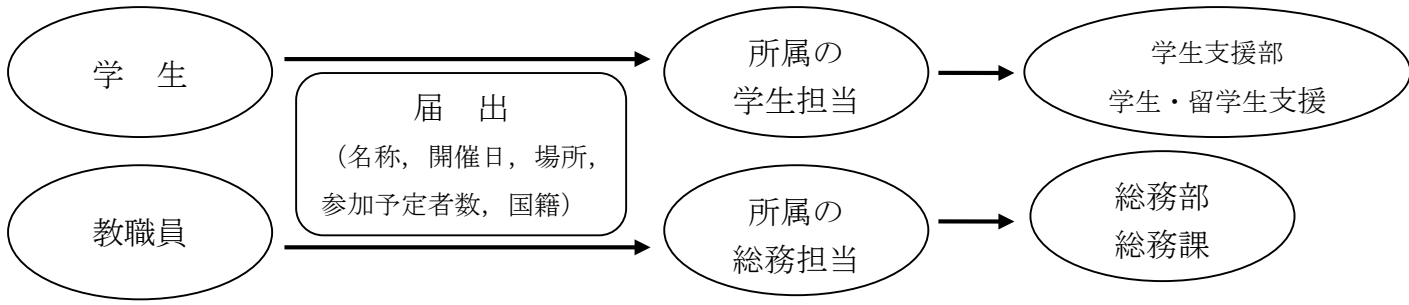 学　生
届　出
（名称，開催日，場所，
参加予定者数，国籍）
所属の
学生担当
学生支援部
学生・留学生支援
教職員
所属の
総務担当
総務部
総務課